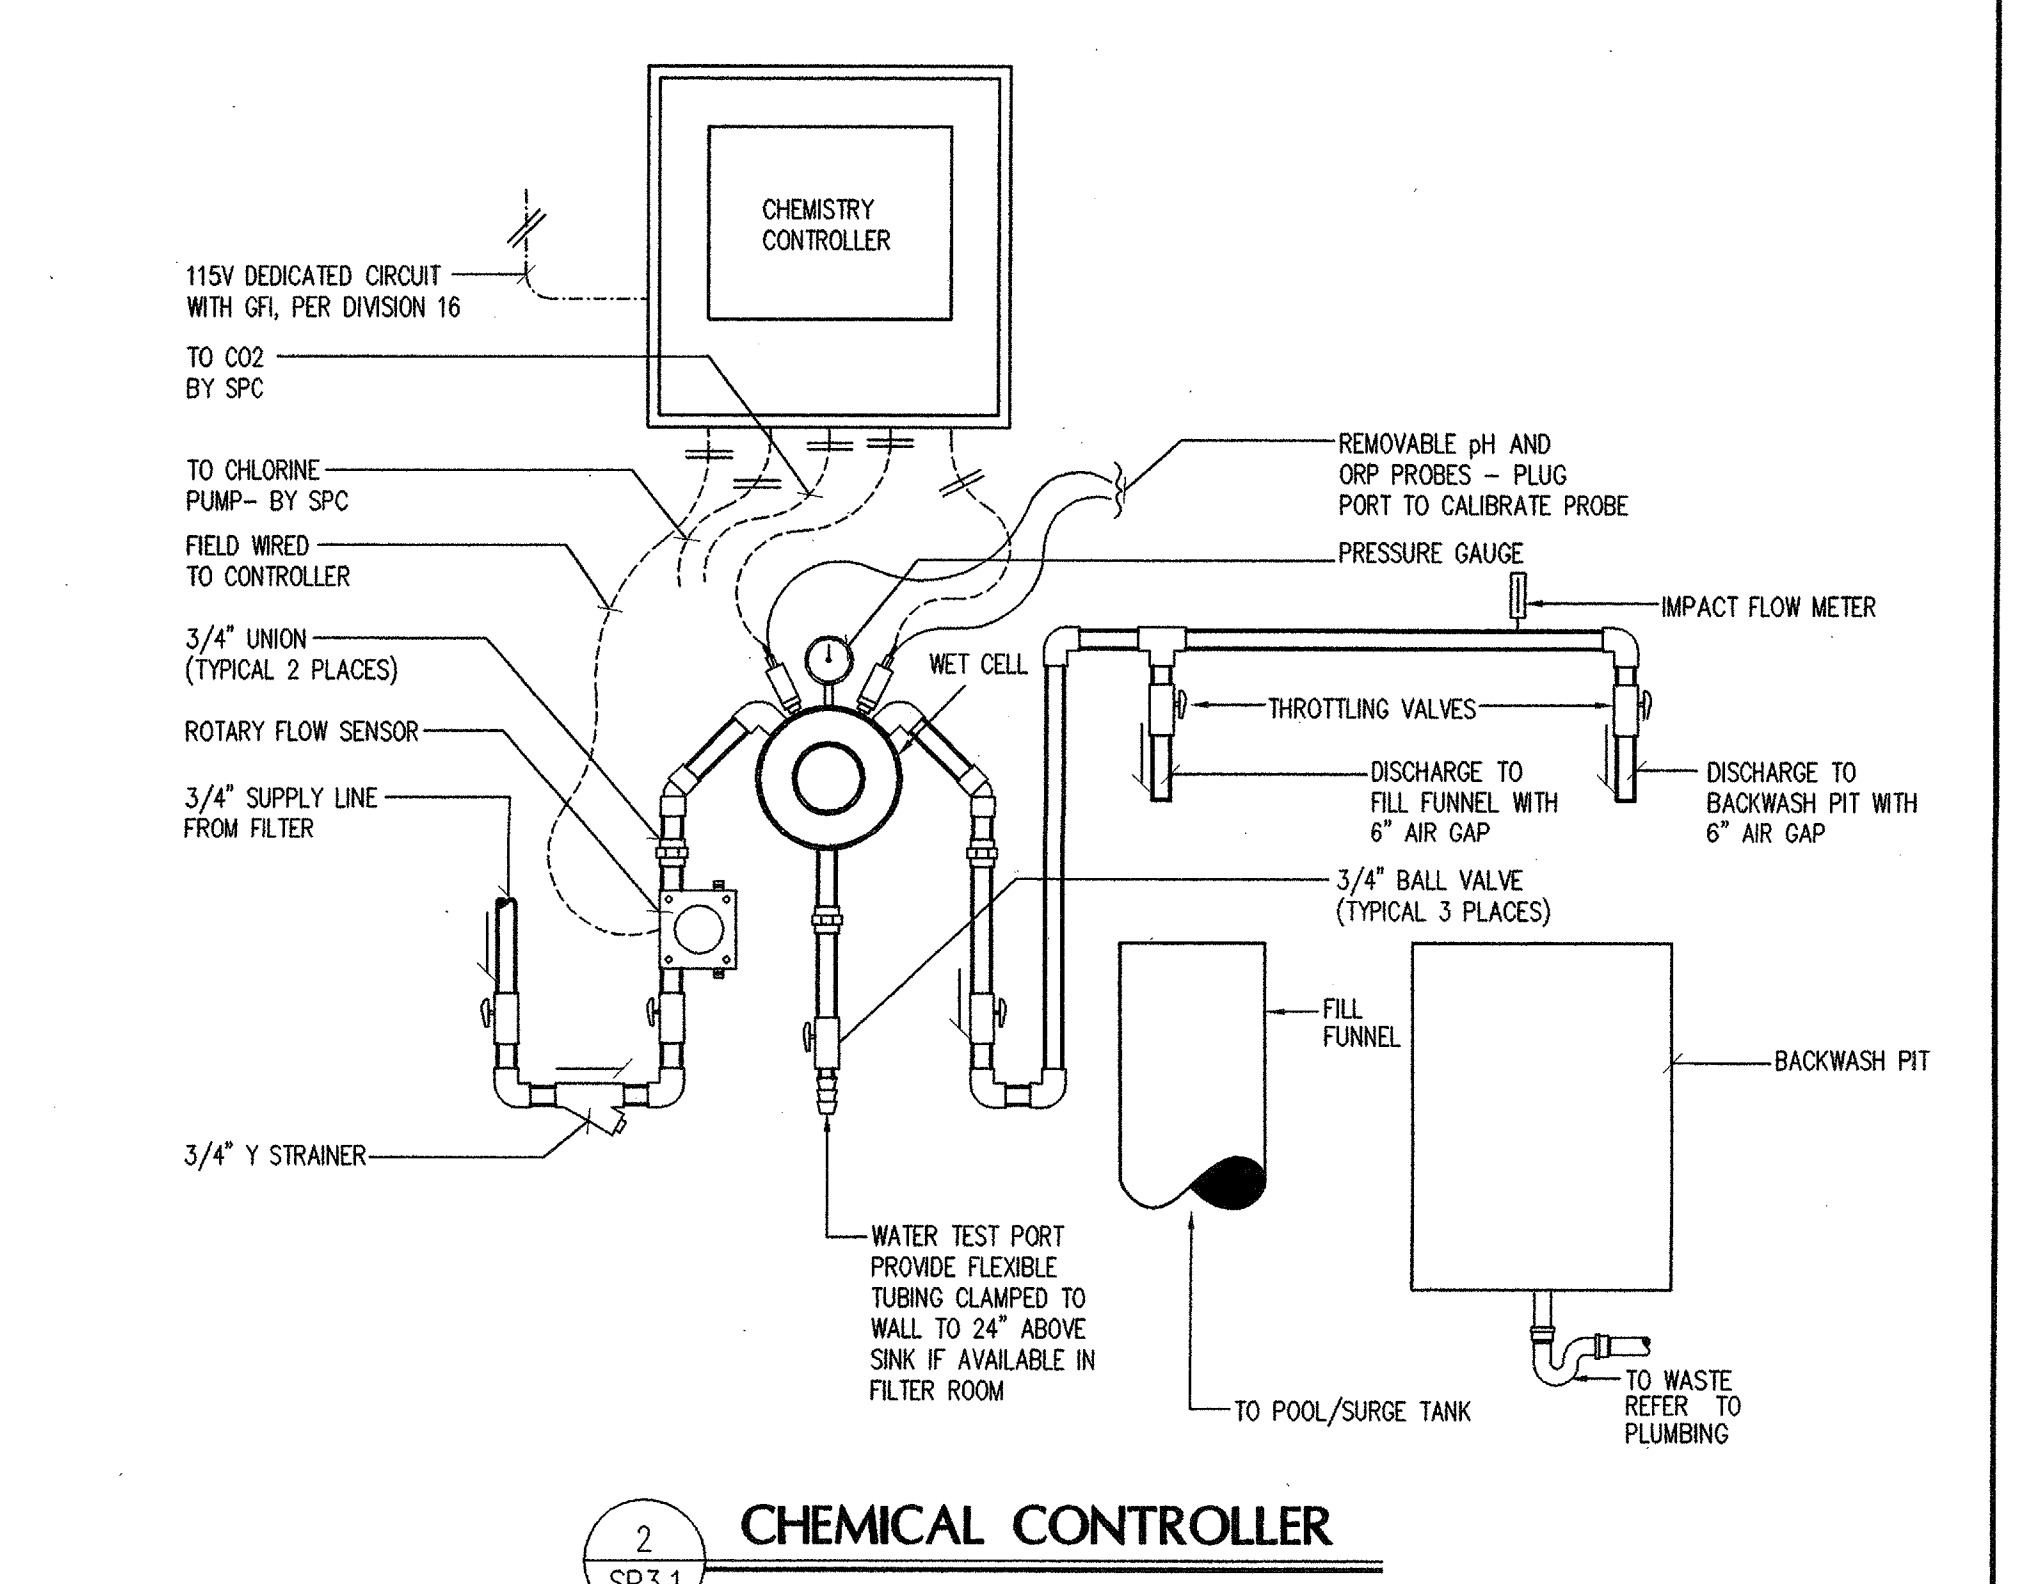 CHEMISTRY
CONTROLLER
115V DEDICATED CIRCUIT
WITH GFI, PER DIVISION 16
TO CO2
BY SPC
TO CHLORINE
PUMP- BY SPC
FIELD WIRED
TO CONTROLLER
3/4" UNION
(TYPICAL 2 PLACES)
ROTARY FLOW SENSOR
3/4" SUPPLY LINE
FROM FILTER
3/4" Y STRAINER
REMOVABLE pH AND
ORP PROBES - PLUG
PORT TO CALIBRATE PROBE
PRESSURE GAUGE
IMPACT FLOW METER
WET CELL
THROTTLING VALVES
DISCHARGE TO
FILL FUNNEL WITH
6" AIR GAP
DISCHARGE TO
BACKWASH PIT WITH
6" AIR GAP
3/4" BALL VALVE
(TYPICAL 3 PLACES)
FILL
FUNNEL
BACKWASH PIT
WATER TEST PORT
PROVIDE FLEXIBLE
TUBING CLAMPED TO
WALL TO 24" ABOVE
SINK IF AVAILABLE IN
FILTER ROOM
TO POOL/SURGE TANK
TO WASTE
REFER TO
PLUMBING
2
CHEMICAL CONTROLLER